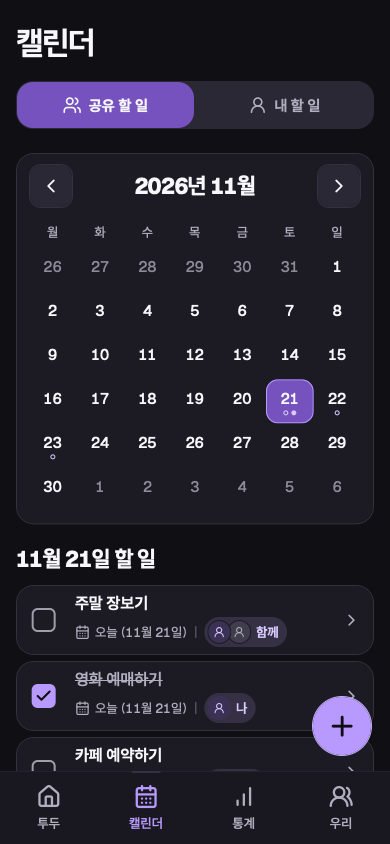 캘린더
공유 할 일 내 할 일
2026년 11월
월 화 수 목 금 토 일
26 27 28 29 30 31 1
2 3 4 5 6 7 8
9 10 11 12 13 14 15
16 17 18 19 20 21 22
23 24 25 26 27 28 29
30 1 2 3 4 5 6
11월 21일 할 일
주말 장보기
오늘 (11월 21일) | 함께
영화 예매하기
오늘 (11월 21일) | 나
카페 예약하기
투두 캘린더 통계 우리